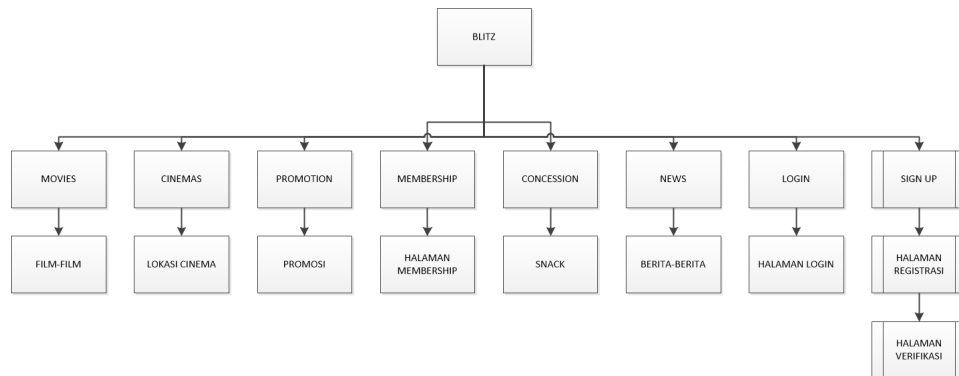 BLITZ
MOVIES
CINEMAS
PROMOTION
MEMBERSHIP
CONCESSION
NEWS
LOGIN
SIGN UP
FILM-FILM
LOKASI CINEMA
PROMOSI
HALAMAN
MEMBERSHIP
SNACK
BERITA-BERITA
HALAMAN LOGIN
HALAMAN
REGISTRASI
HALAMAN
VERIFIKASI